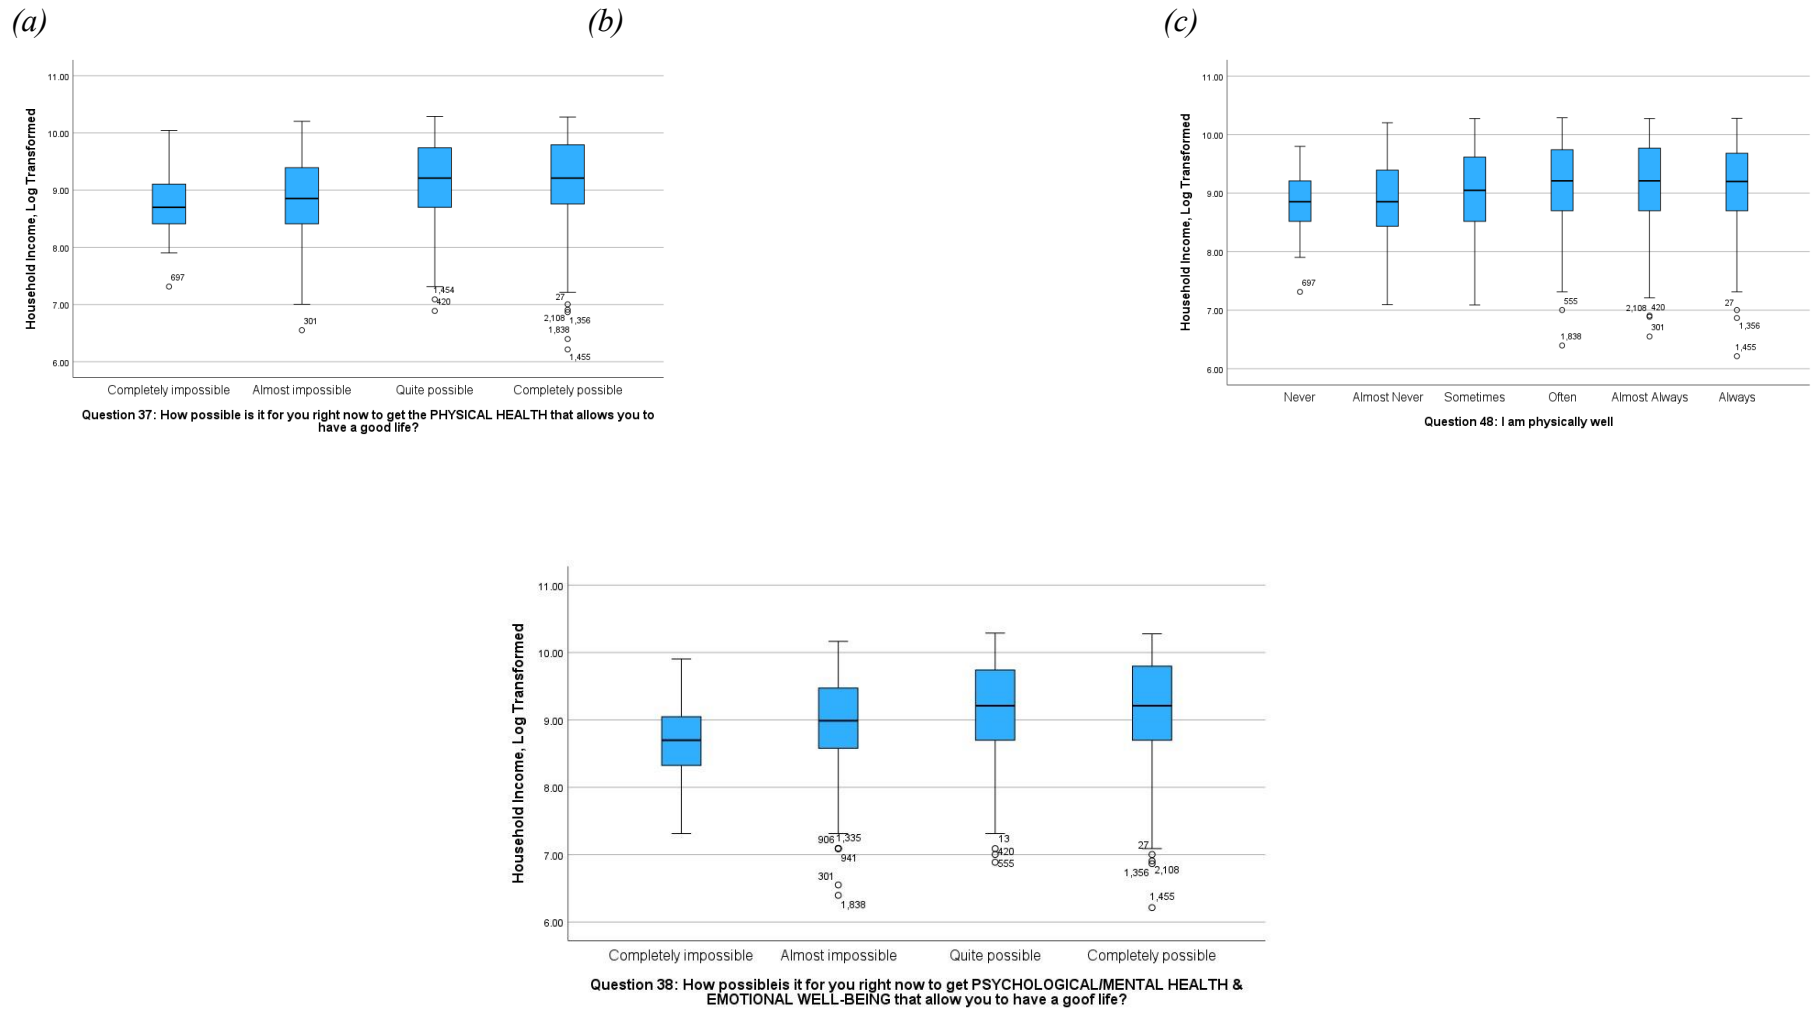 (a)
(b)
(c)
11.00
10.00
9.00
8.00
7.00
6.00
Household Income, Log Transformed
697
301
1,454
420
27
2,108
1,356
1,838
1,455
Completely impossible
Almost impossible
Quite possible
Completely possible
Question 37: How possible is it for you right now to get the PHYSICAL HEALTH that allows you to
have a good life?
11.00
10.00
9.00
8.00
7.00
6.00
Household Income, Log Transformed
697
555
1,838
2,108
420
301
27
1,356
1,455
Never
Almost Never
Sometimes
Often
Almost Always
Always
Question 48: I am physically well
11.00
10.00
9.00
8.00
7.00
6.00
Household Income, Log Transformed
906
1,335
941
301
1,838
13
420
555
27
1,356
2,108
1,455
Completely impossible
Almost impossible
Quite possible
Completely possible
Question 38: How possibleis it for you right now to get PSYCHOLOGICAL/MENTAL HEALTH &
EMOTIONAL WELL-BEING that allow you to have a goof life?